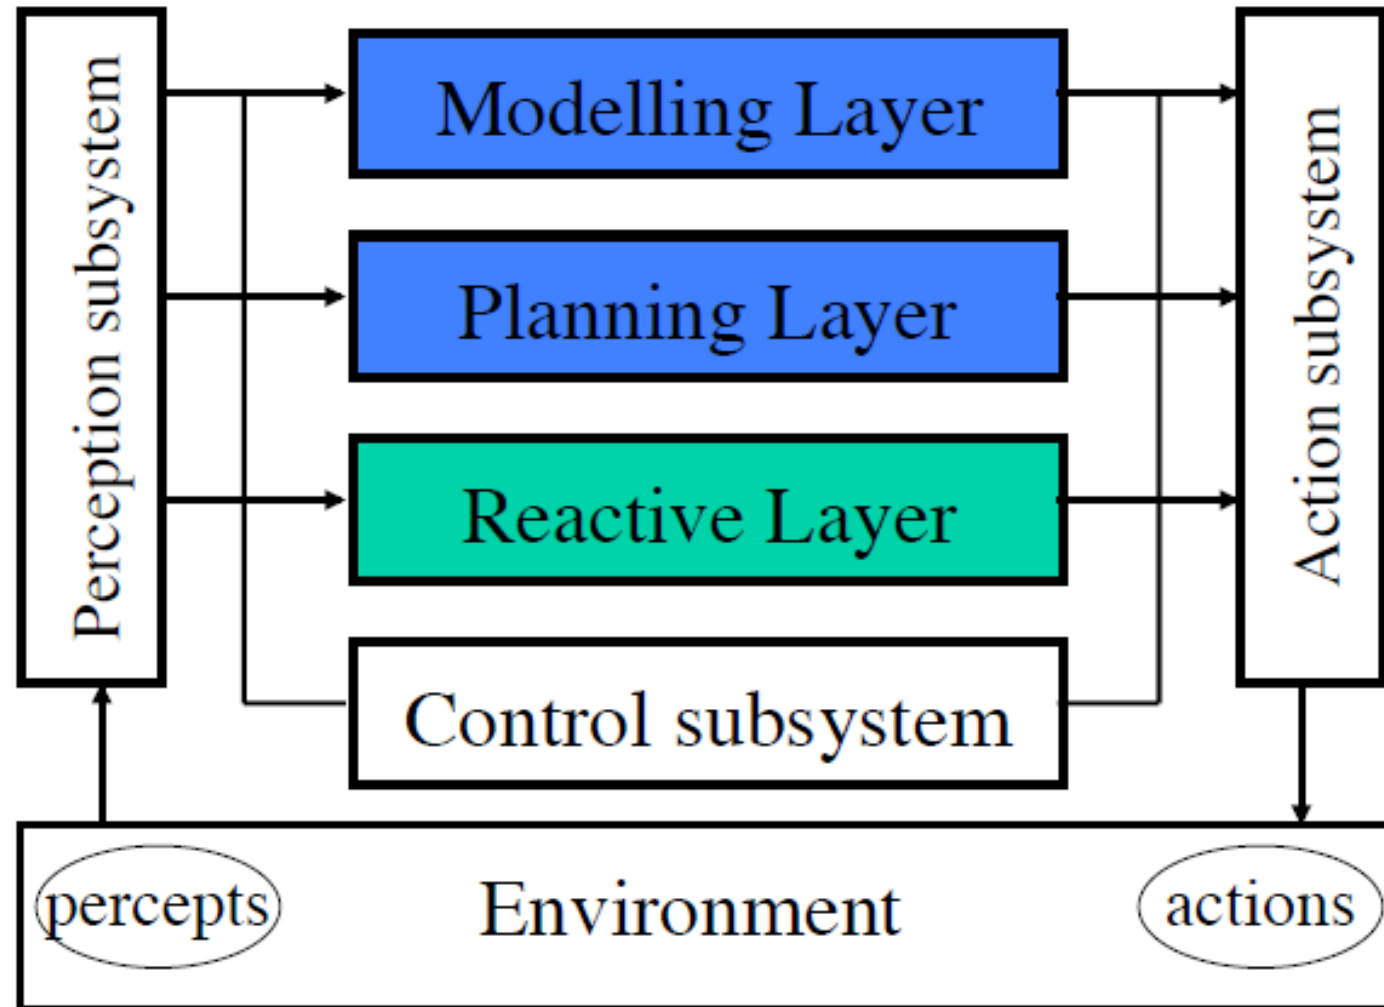 Perception subsystem
Modelling Layer
Planning Layer
Reactive Layer
Control subsystem
Action subsystem
percepts
Environment
actions